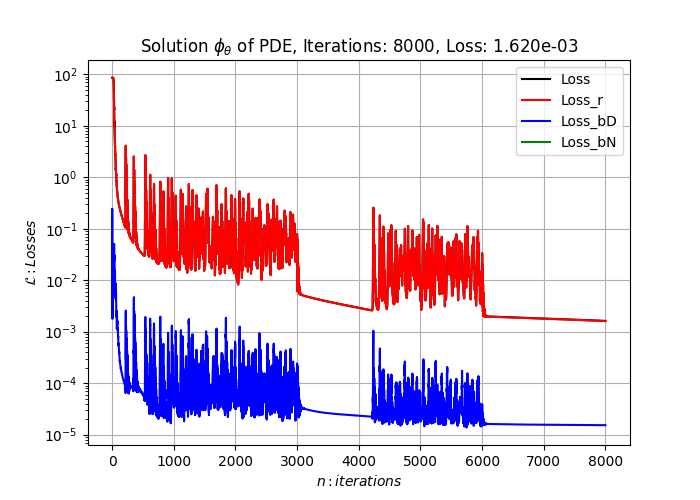 Solution ϕ_θ of PDE, Iterations: 8000, Loss: 1.620e-03
Loss
Loss_r
Loss_bD
Loss_bN
ℒ : Losses
10²
10¹
10⁰
10⁻¹
10⁻²
10⁻³
10⁻⁴
10⁻⁵
0 1000 2000 3000 4000 5000 6000 7000 8000
n : iterations